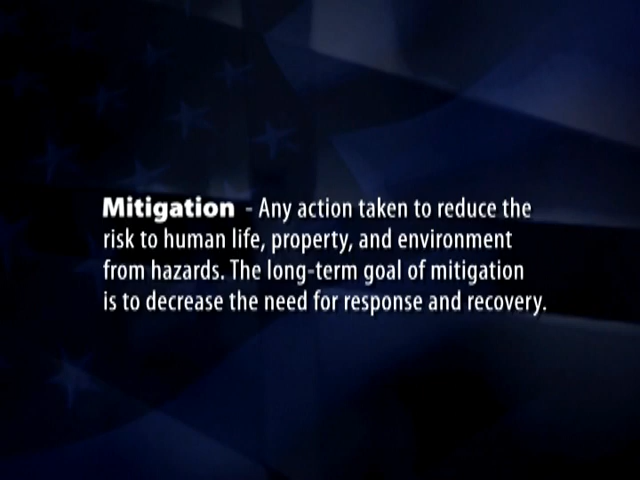 Mitigation - Any action taken to reduce the
risk to human life, property, and environment
from hazards. The long-term goal of mitigation
is to decrease the need for response and recovery.